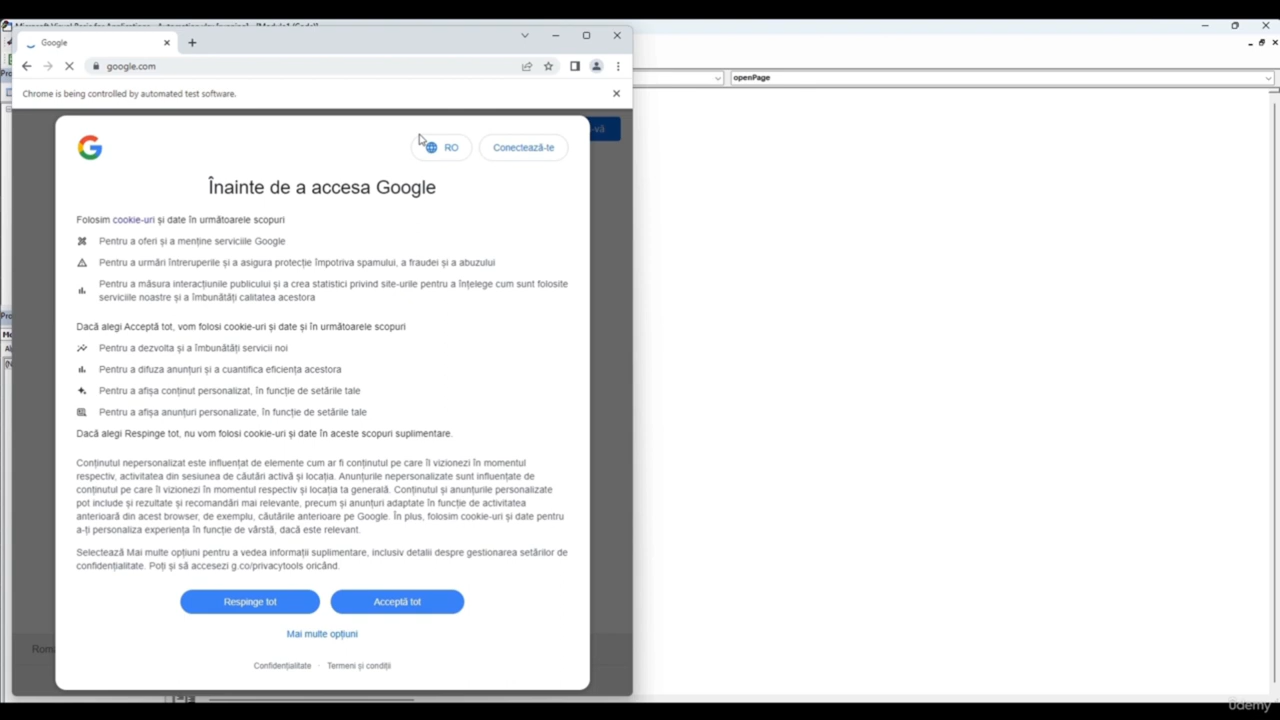 Google
google.com
Chrome is being controlled by automated test software.
openPage
RO
Conectează-te
Înainte de a accesa Google
Folosim cookie-uri și date în următoarele scopuri
Pentru a oferi și a menține serviciile Google
Pentru a urmări întreruperile și a asigura protecție împotriva spamului, a fraudei și a abuzului
Pentru a măsura interacțiunile publicului și a crea statistici privind site-urile pentru a înțelege cum sunt folosite
serviciile noastre și a îmbunătăți calitatea acestora
Dacă alegi Acceptă tot, vom folosi cookie-uri și date și în următoarele scopuri
Pentru a dezvolta și a îmbunătăți servicii noi
Pentru a difuza anunțuri și a cuantifica eficiența acestora
Pentru a afișa conținut personalizat, în funcție de setările tale
Pentru a afișa anunțuri personalizate, în funcție de setările tale
Dacă alegi Respinge tot, nu vom folosi cookie-uri și date în aceste scopuri suplimentare.
Conținutul nepersonalizat este influențat de elemente cum ar fi conținutul pe care îl vizionezi în momentul
respectiv, activitatea din sesiunea de căutări activă și locația. Anunțurile nepersonalizate sunt influențate de
conținutul pe care îl vizionezi în momentul respectiv și locația ta generală. Conținutul și anunțurile personalizate
pot include și rezultate și recomandări mai relevante, precum și anunțuri adaptate în funcție de activitatea
anterioară din acest browser, de exemplu, căutările anterioare pe Google. În plus, folosim cookie-uri și date pentru
a-ți personaliza experiența în funcție de vârstă, dacă este relevant.
Selectează Mai multe opțiuni pentru a vedea informații suplimentare, inclusiv detalii despre gestionarea setărilor de
confidențialitate. Poți și să accesezi g.co/privacytools oricând.
Respinge tot
Acceptă tot
Mai multe opțiuni
Confidențialitate · Termeni și condiții
ûdemy